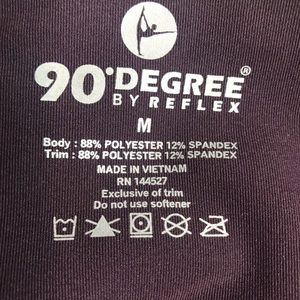 90°DEGREE®
BY REFLEX
M
Body : 88% POLYESTER 12% SPANDEX
Trim : 88% POLYESTER 12% SPANDEX
MADE IN VIETNAM
RN 144527
Exclusive of trim
Do not use softener